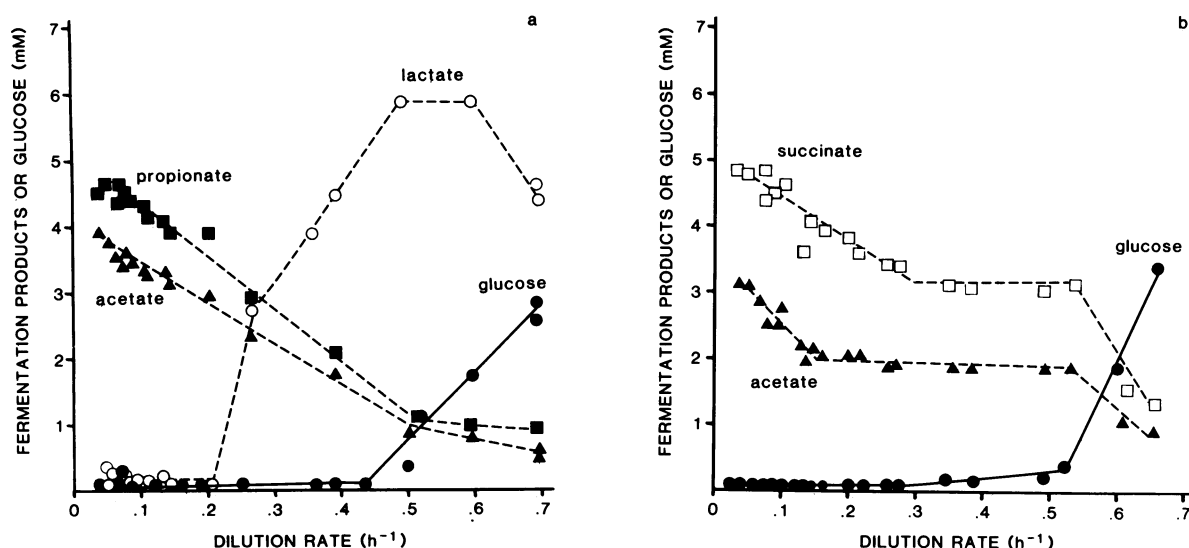 a
7
6
5
4
3
2
1
0
.1
.2
.3
.4
.5
.6
.7
FERMENTATION PRODUCTS OR GLUCOSE (mM)
DILUTION RATE (h⁻¹)
lactate
propionate
acetate
glucose
b
7
6
5
4
3
2
1
0
.1
.2
.3
.4
.5
.6
.7
FERMENTATION PRODUCTS OR GLUCOSE (mM)
DILUTION RATE (h⁻¹)
succinate
glucose
acetate